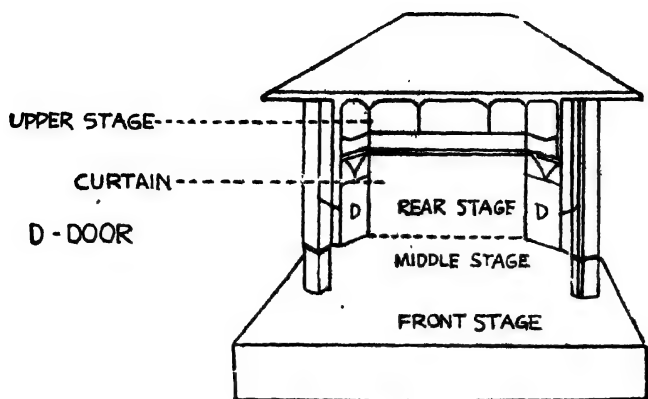 UPPER STAGE
CURTAIN
D - DOOR
D
REAR STAGE
D
MIDDLE STAGE
FRONT STAGE